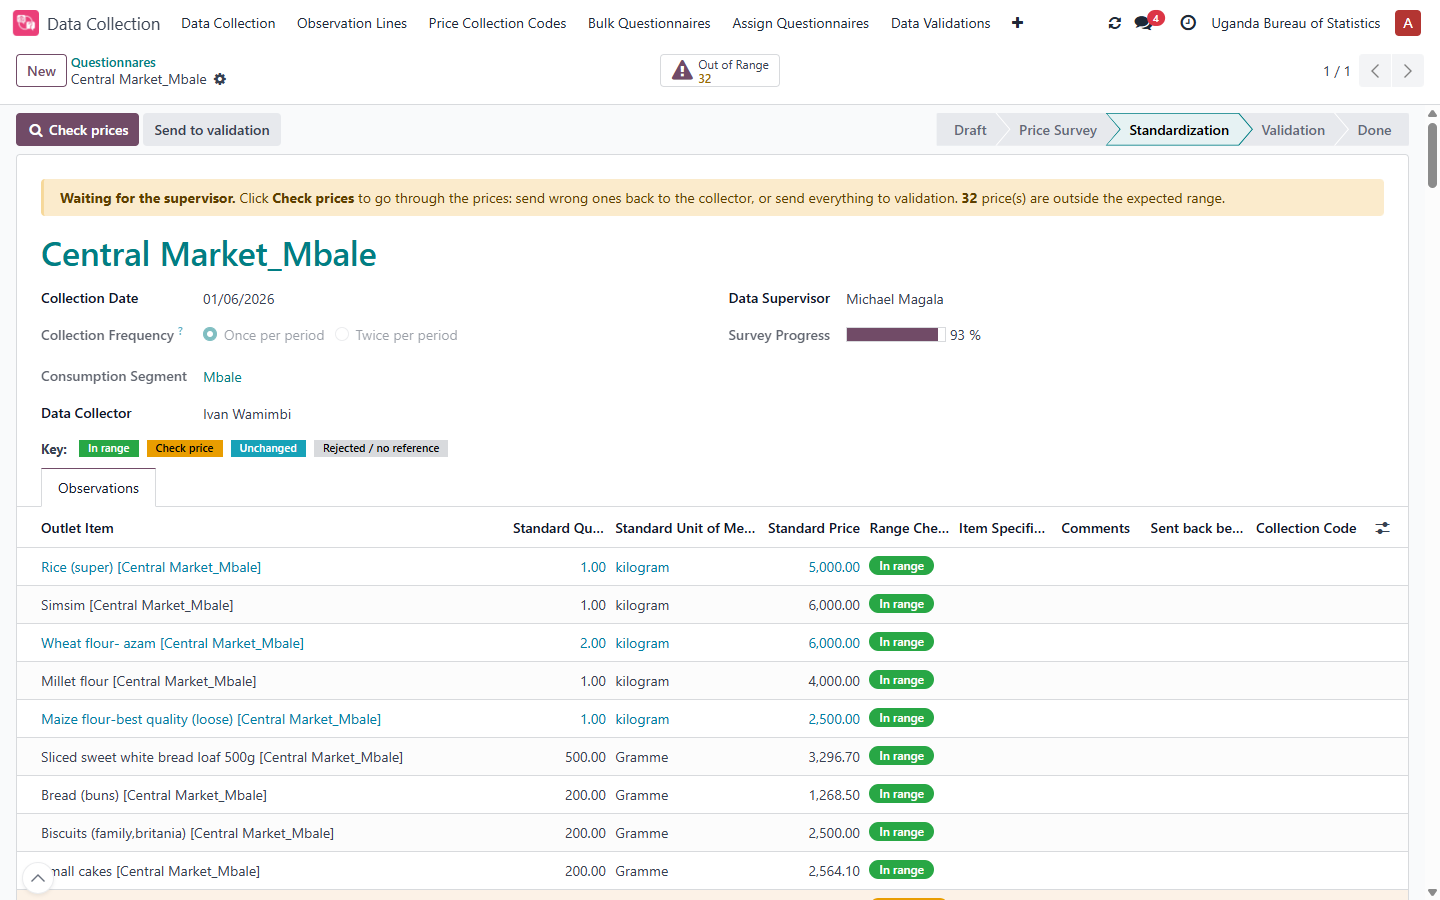 Data Collection
Data Collection
Observation Lines
Price Collection Codes
Bulk Questionnaires
Assign Questionnaires
Data Validations
4
Uganda Bureau of Statistics
A
New
Questionnares
Central Market_Mbale
Out of Range
32
1 / 1
Check prices
Send to validation
Draft
Price Survey
Standardization
Validation
Done
Waiting for the supervisor. Click Check prices to go through the prices: send wrong ones back to the collector, or send everything to validation. 32 price(s) are outside the expected range.
Central Market_Mbale
Collection Date 01/06/2026
Data Supervisor Michael Magala
Collection Frequency ? Once per period Twice per period
Survey Progress 93 %
Consumption Segment Mbale
Data Collector Ivan Wamimbi
Key: In range Check price Unchanged Rejected / no reference
Observations
Outlet Item Standard Qu... Standard Unit of Me... Standard Price Range Che... Item Specifi... Comments Sent back be... Collection Code
Rice (super) [Central Market_Mbale] 1.00 kilogram 5,000.00 In range
Simsim [Central Market_Mbale] 1.00 kilogram 6,000.00 In range
Wheat flour- azam [Central Market_Mbale] 2.00 kilogram 6,000.00 In range
Millet flour [Central Market_Mbale] 1.00 kilogram 4,000.00 In range
Maize flour-best quality (loose) [Central Market_Mbale] 1.00 kilogram 2,500.00 In range
Sliced sweet white bread loaf 500g [Central Market_Mbale] 500.00 Gramme 3,296.70 In range
Bread (buns) [Central Market_Mbale] 200.00 Gramme 1,268.50 In range
Biscuits (family,britania) [Central Market_Mbale] 200.00 Gramme 2,500.00 In range
mall cakes [Central Market_Mbale] 200.00 Gramme 2,564.10 In range